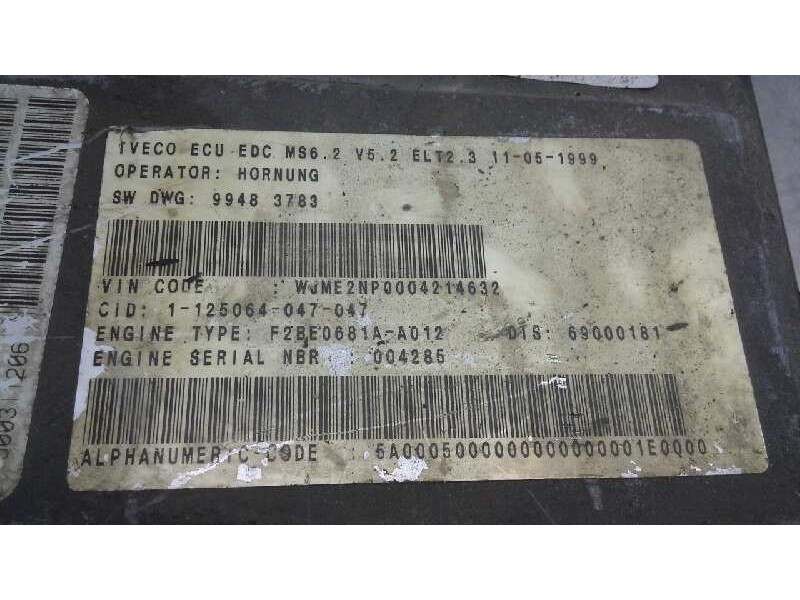 IVECO ECU EDC MS6.2 V5.2 ELT2.3 11-05-1999
OPERATOR: HORNUNG
SW DWG: 9948 3783
VIN CODE : WJME2NP0004214632
CID: 1-125064-047-047
ENGINE TYPE: F2BE0681A-A012 DIS: 69000181
ENGINE SERIAL NBR : 004285
ALPHANUMERIC CODE :
206